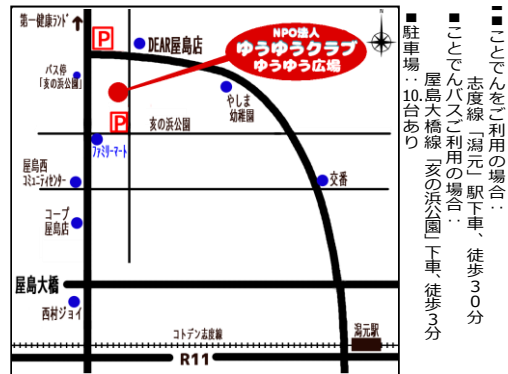 第一健康ランド
P
DEAR屋島店
NPO法人
ゆうゆうクラブ
ゆうゆう広場
バス停
「亥の浜公園」
やしま
幼稚園
P
亥の浜公園
ファミリーマート
屋島西
コミュニティセンター
交番
コープ
屋島店
屋島大橋
西村ジョイ
コトデン志度線
潟元駅
R11
■■ことでんをご利用の場合：
志度線「潟元」駅下車、徒歩30分
■ことでんバスご利用の場合：
屋島大橋線「亥の浜公園」下車、徒歩3分
■駐車場：10台あり